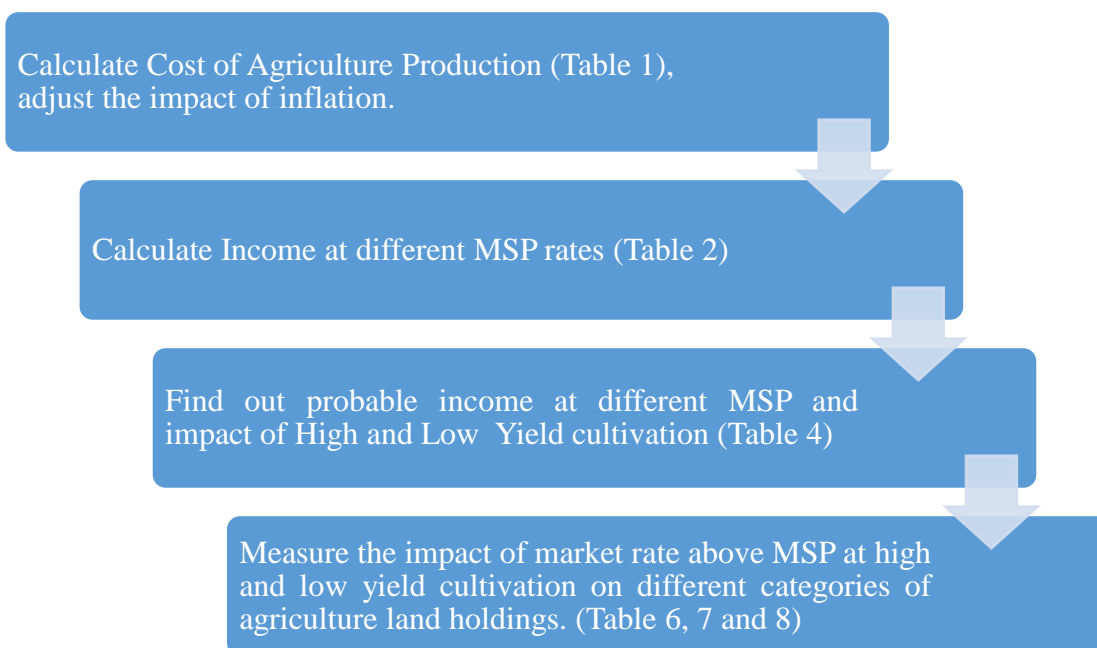 Calculate Cost of Agriculture Production (Table 1),
adjust the impact of inflation.
Calculate Income at different MSP rates (Table 2)
Find out probable income at different MSP and
impact of High and Low Yield cultivation (Table 4)
Measure the impact of market rate above MSP at high
and low yield cultivation on different categories of
agriculture land holdings. (Table 6, 7 and 8)